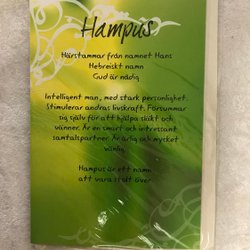 Hampus
Härstammar från namnet Hans
Hebreiskt namn
Gud är nådig
Intelligent man, med stark personlighet.
Stimulerar andras livskraft. Försummar
sig själv för att hjälpa släkt och
vänner. Är en smart och intressant
samtalspartner. Är ärlig och mycket
vänlig.
Hampus är ett namn
att vara stolt över